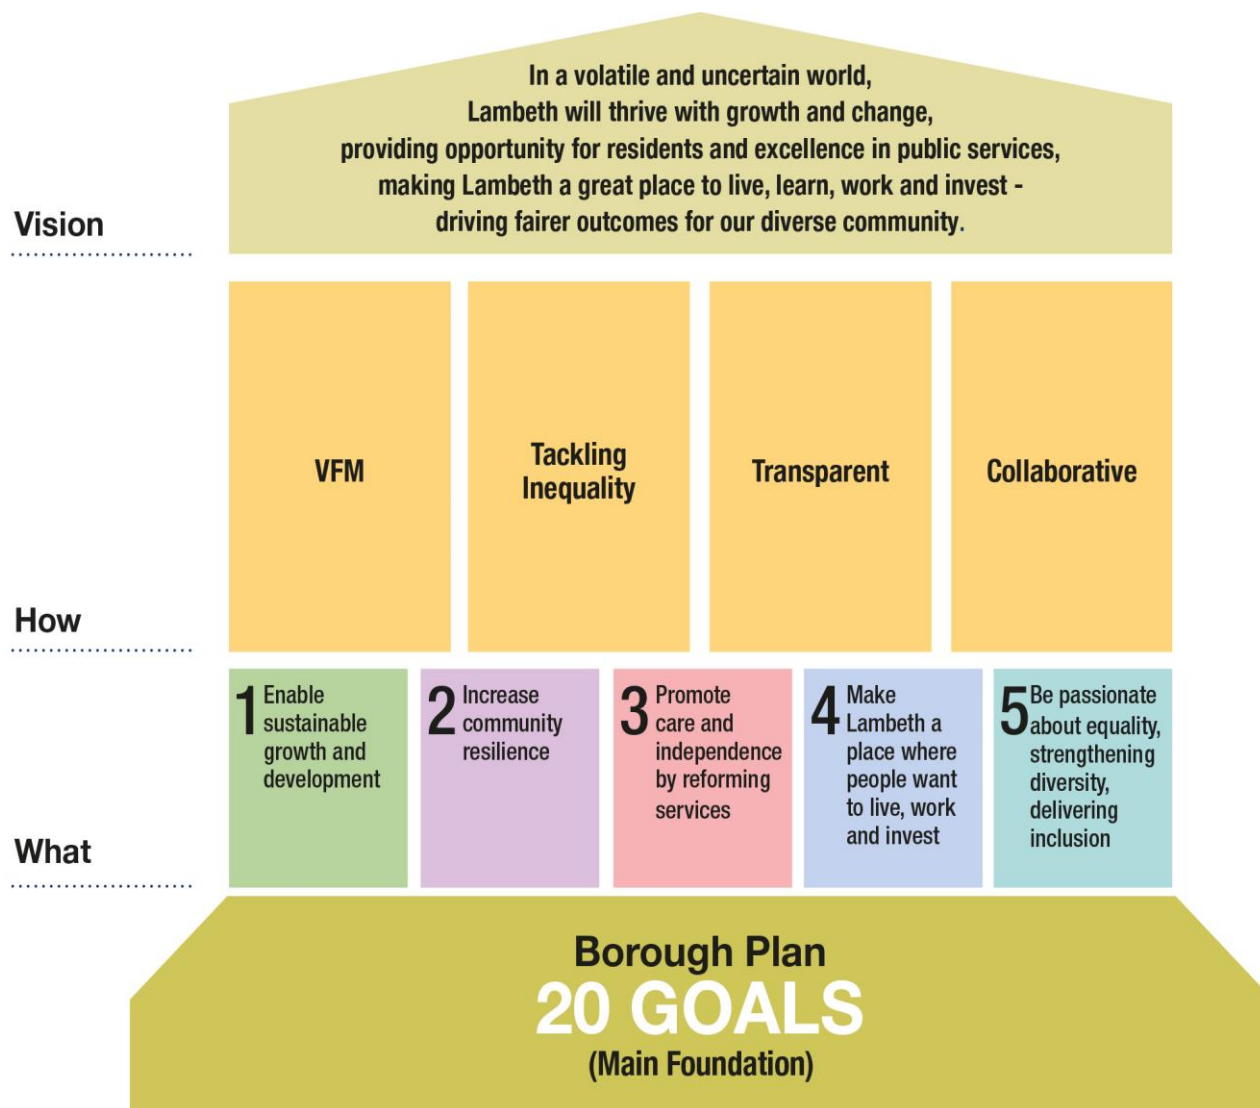 In a volatile and uncertain world,
Lambeth will thrive with growth and change,
providing opportunity for residents and excellence in public services,
making Lambeth a great place to live, learn, work and invest -
driving fairer outcomes for our diverse community.
Vision
VFM
Tackling
Inequality
Transparent
Collaborative
How
1 Enable
sustainable
growth and
development
2 Increase
community
resilience
3 Promote
care and
independence
by reforming
services
4 Make
Lambeth a
place where
people want
to live, work
and invest
5 Be passionate
about equality,
strengthening
diversity,
delivering
inclusion
What
Borough Plan
20 GOALS
(Main Foundation)